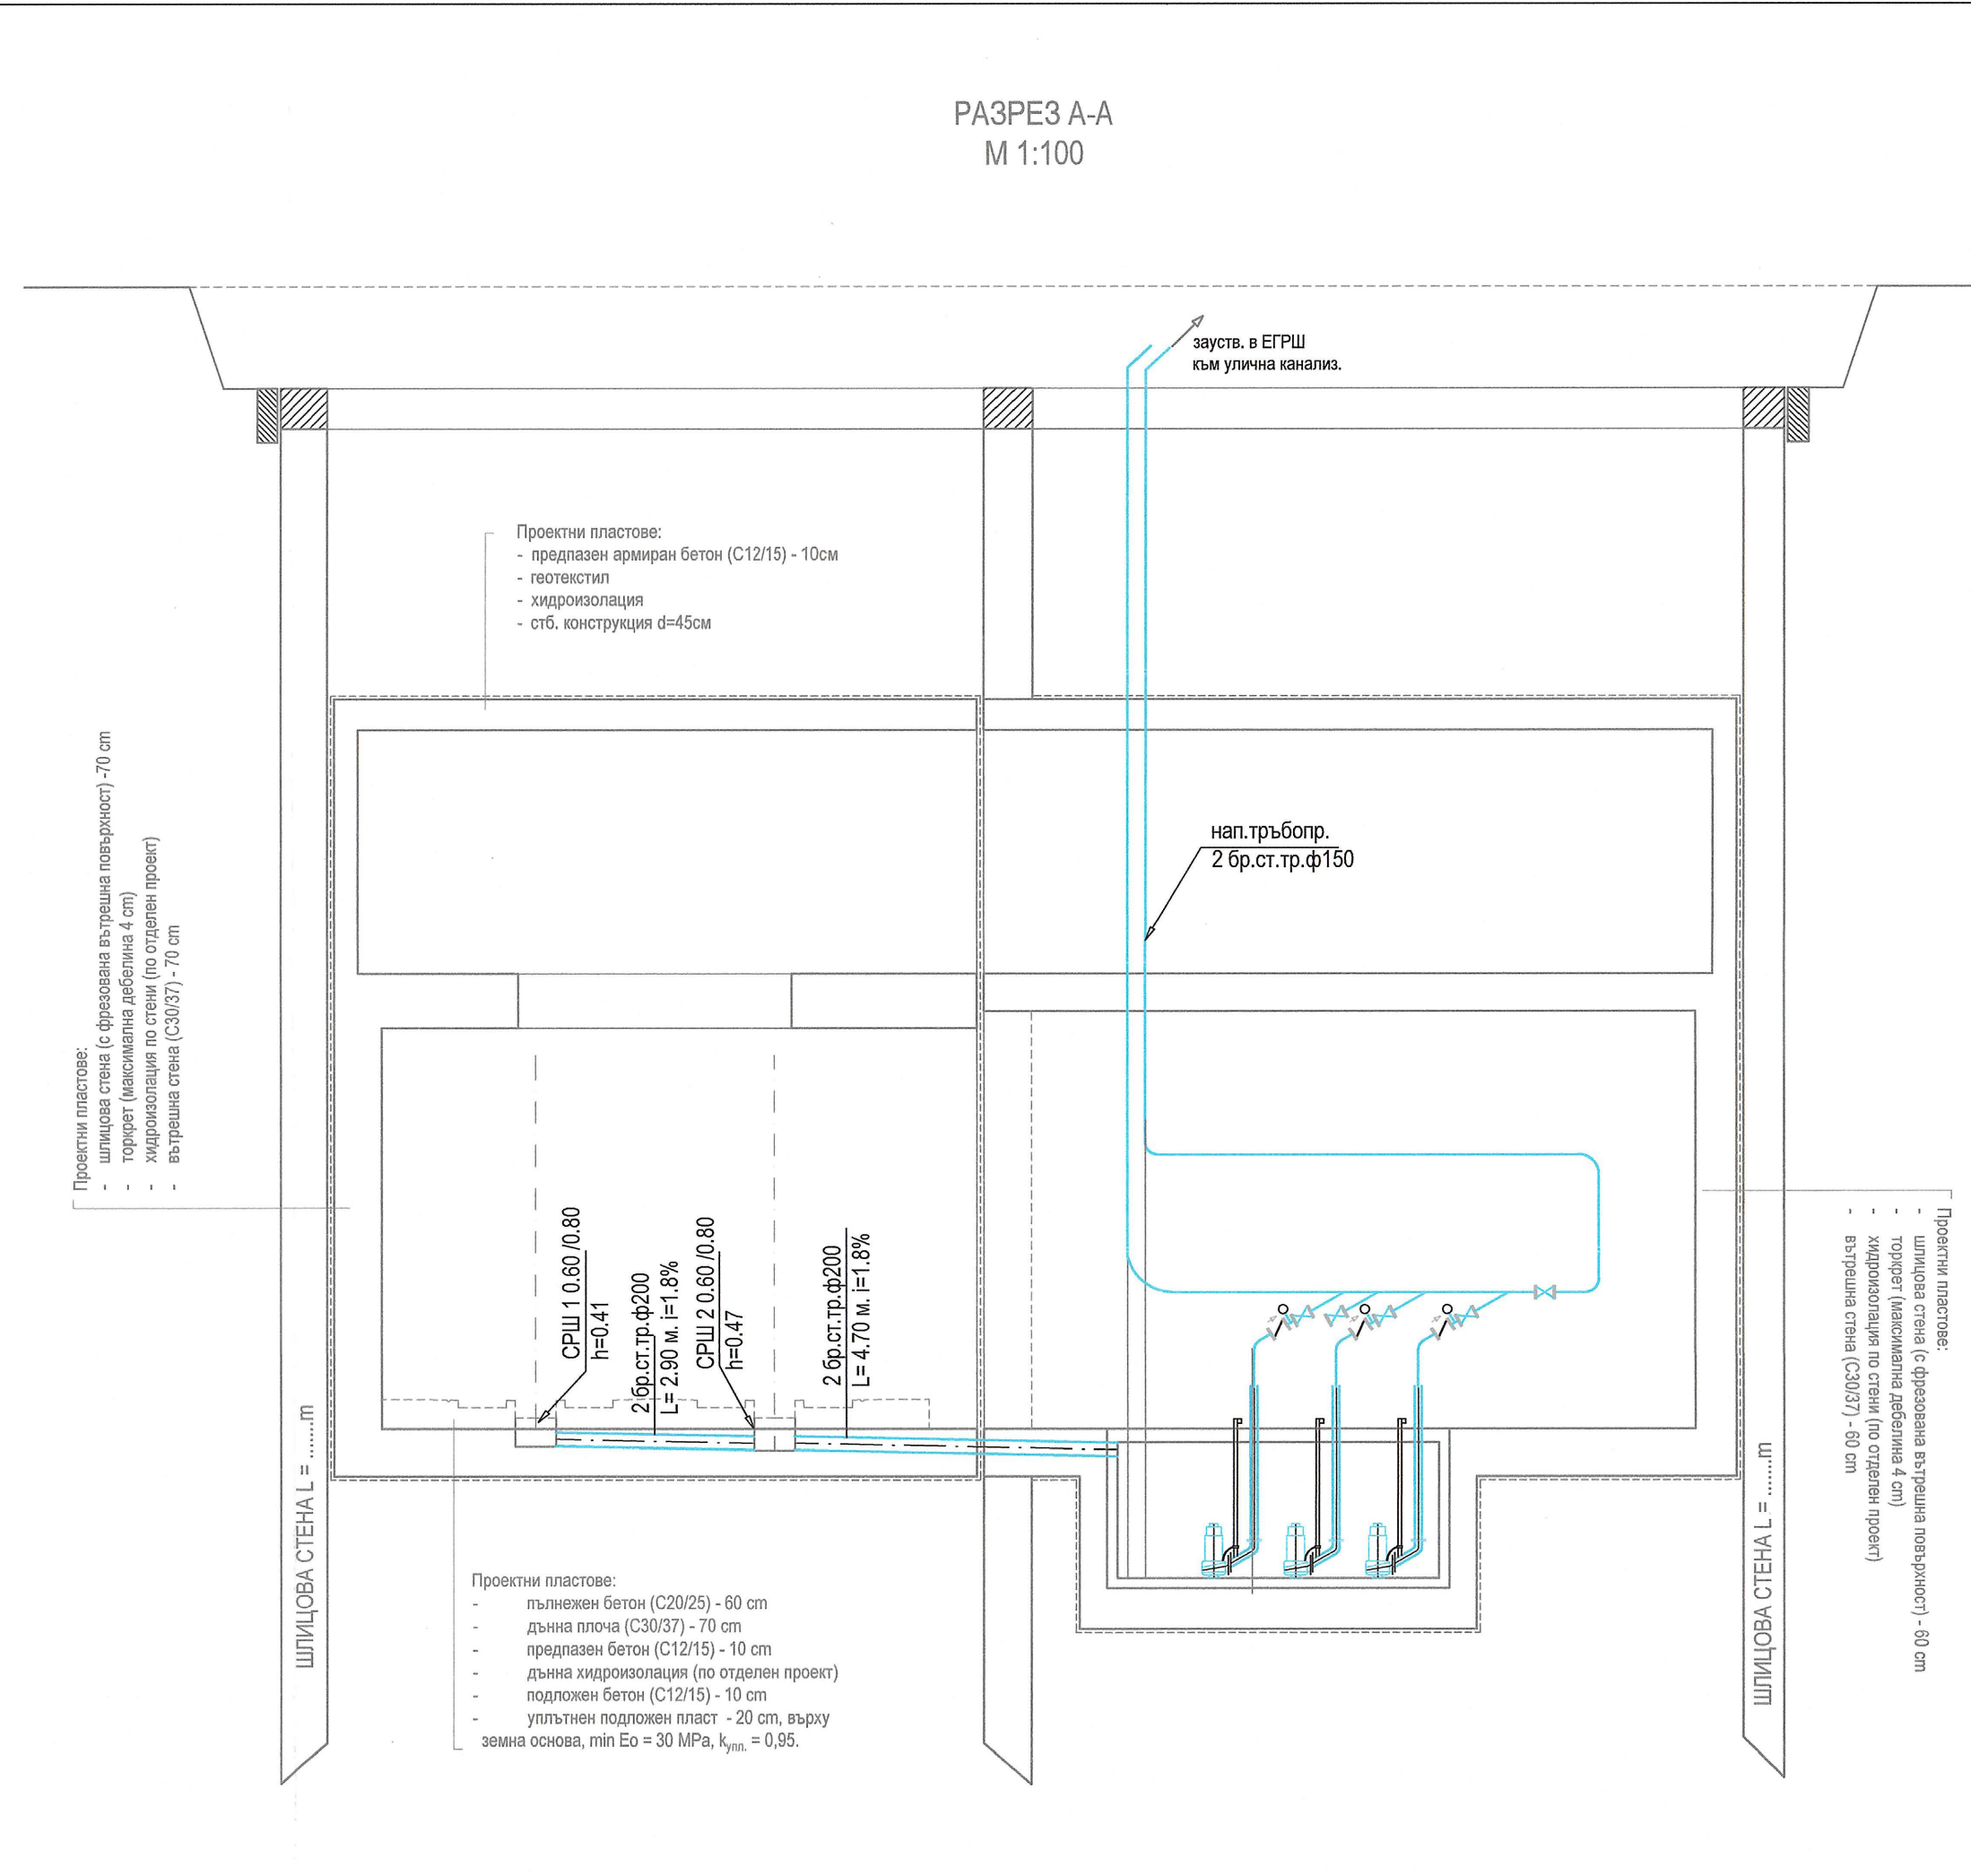 РАЗРЕЗ А-А
М 1:100
зауств. в ЕГРШ
към улична канализ.
Проектни пластове:
- предпазен армиран бетон (С12/15) - 10см
- геотекстил
- хидроизолация
- стб. конструкция d=45см
нап.тръбопр.
2 бр.ст.тр.ф150
Проектни пластове:
- шлицова стена (с фрезована вътрешна повърхност) -70 cm
- торкрет (максимална дебелина 4 cm)
- хидроизолация по стени (по отделен проект)
- вътрешна стена (С30/37) - 70 cm
СРШ 1 0.60 /0.80
h=0.41
2бр.ст.тр.ф200
L= 2.90 м. i=1.8%
СРШ 2 0.60 /0.80
h=0.47
2 бр.ст.тр.ф200
L= 4.70 м. i=1.8%
Проектни пластове:
- шлицова стена (с фрезована вътрешна повърхност) - 60 cm
- торкрет (максимална дебелина 4 cm)
- хидроизолация по стени (по отделен проект)
- вътрешна стена (С30/37) - 60 cm
ШЛИЦОВА СТЕНА L = .......m
ШЛИЦОВА СТЕНА L = .......m
Проектни пластове:
- пълнежен бетон (С20/25) - 60 cm
- дънна плоча (С30/37) - 70 cm
- предпазен бетон (С12/15) - 10 cm
- дънна хидроизолация (по отделен проект)
- подложен бетон (С12/15) - 10 cm
- уплътнен подложен пласт - 20 cm, върху
земна основа, min Eo = 30 MPa, kупл. = 0,95.